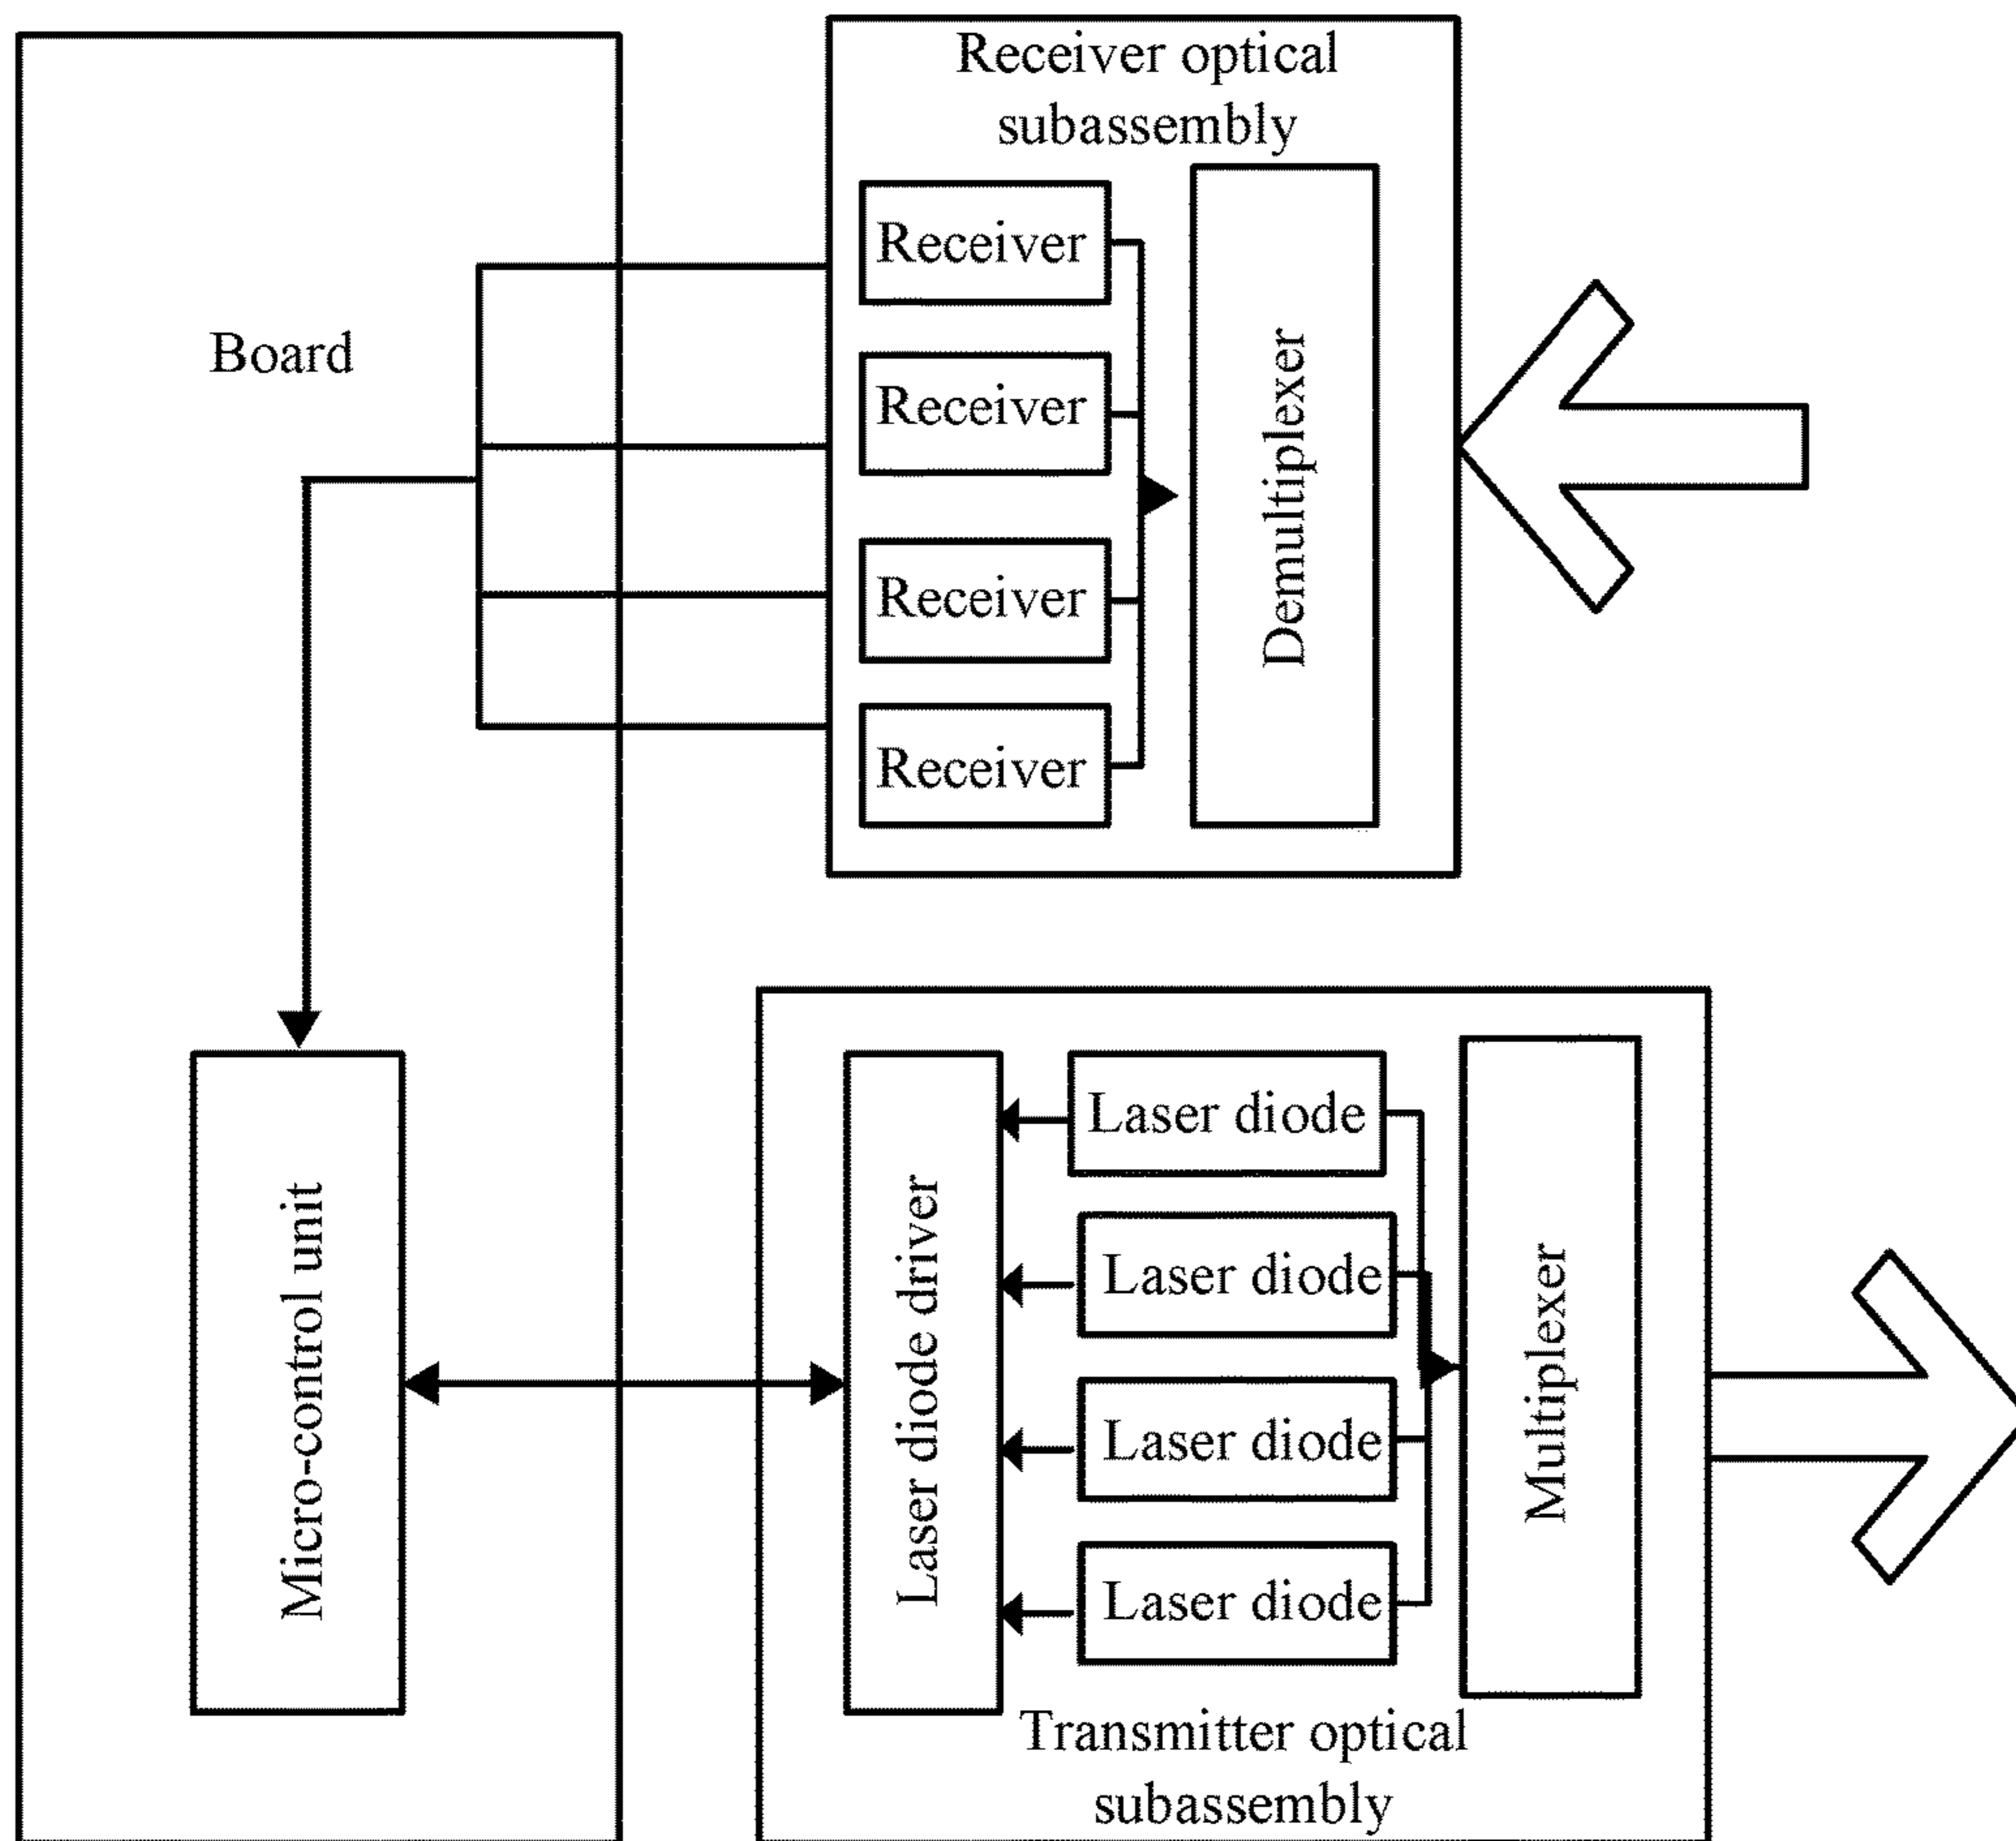 Receiver optical
subassembly
Board
Receiver
Receiver
Receiver
Receiver
Demultiplexer
Micro-control unit
Laser diode driver
Laser diode
Laser diode
Laser diode
Laser diode
Multiplexer
Transmitter optical
subassembly